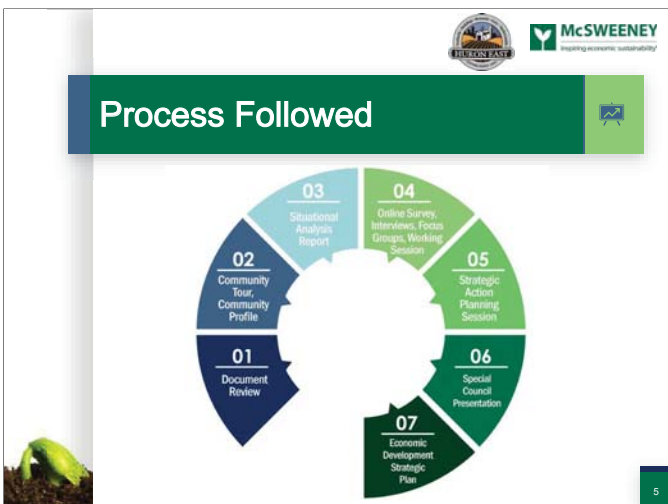 HURON EAST
McSWEENEY
inspiring economic sustainability
Process Followed
01
Document
Review
02
Community
Tour,
Community
Profile
03
Situational
Analysis
Report
04
Online Survey,
Interviews, Focus
Groups, Working
Session
05
Strategic
Action
Planning
Session
06
Special
Council
Presentation
07
Economic
Development
Strategic
Plan
5